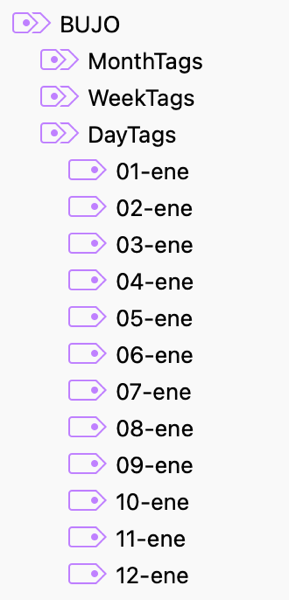 BUJO
MonthTags
WeekTags
DayTags
01-ene
02-ene
03-ene
04-ene
05-ene
06-ene
07-ene
08-ene
09-ene
10-ene
11-ene
12-ene